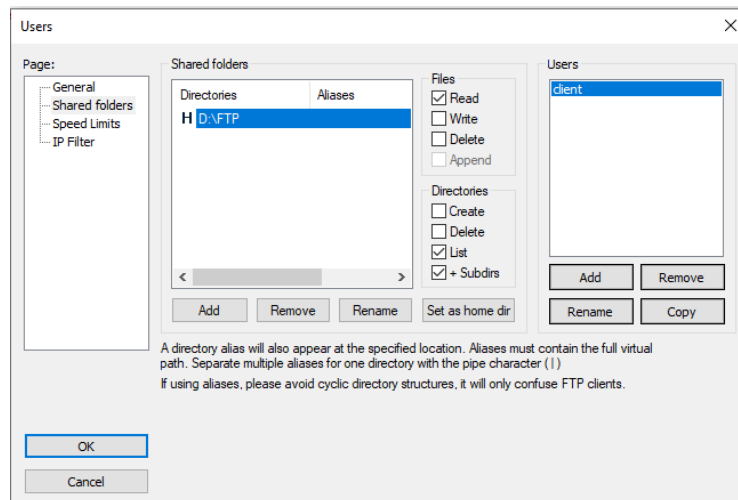 Users
Page:
General
Shared folders
Speed Limits
IP Filter
Shared folders
Directories Aliases
H D:\FTP
Files
Read
Write
Delete
Append
Directories
Create
Delete
List
+ Subdirs
Add Remove Rename Set as home dir
Users
client
Add Remove
Rename Copy
A directory alias will also appear at the specified location. Aliases must contain the full virtual
path. Separate multiple aliases for one directory with the pipe character ( | )
If using aliases, please avoid cyclic directory structures, it will only confuse FTP clients.
OK
Cancel